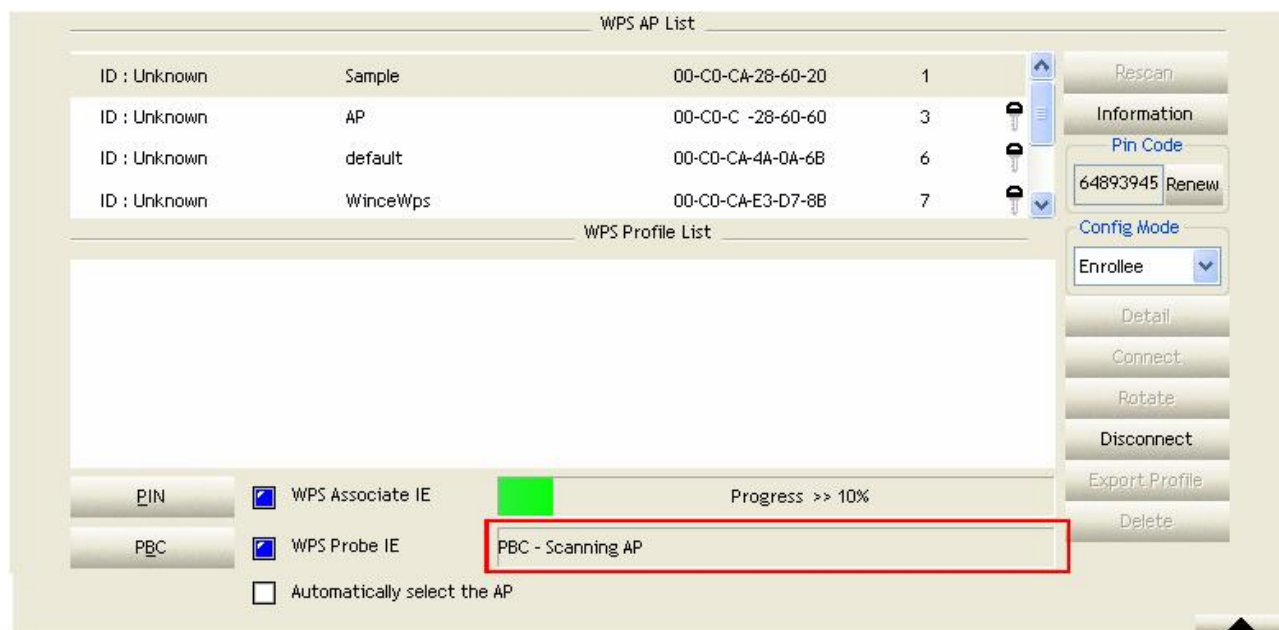 WPS AP List
ID : Unknown Sample 00-C0-CA-28-60-20 1
ID : Unknown AP 00-C0-C -28-60-60 3
ID : Unknown default 00-C0-CA-4A-0A-6B 6
ID : Unknown WinceWps 00-C0-CA-E3-D7-8B 7
Rescan
Information
Pin Code
64893945 Renew
Config Mode
Enrollee
Detail
Connect
Rotate
Disconnect
Export Profile
Delete
WPS Profile List
PIN WPS Associate IE Progress >> 10%
PBC WPS Probe IE PBC - Scanning AP
Automatically select the AP